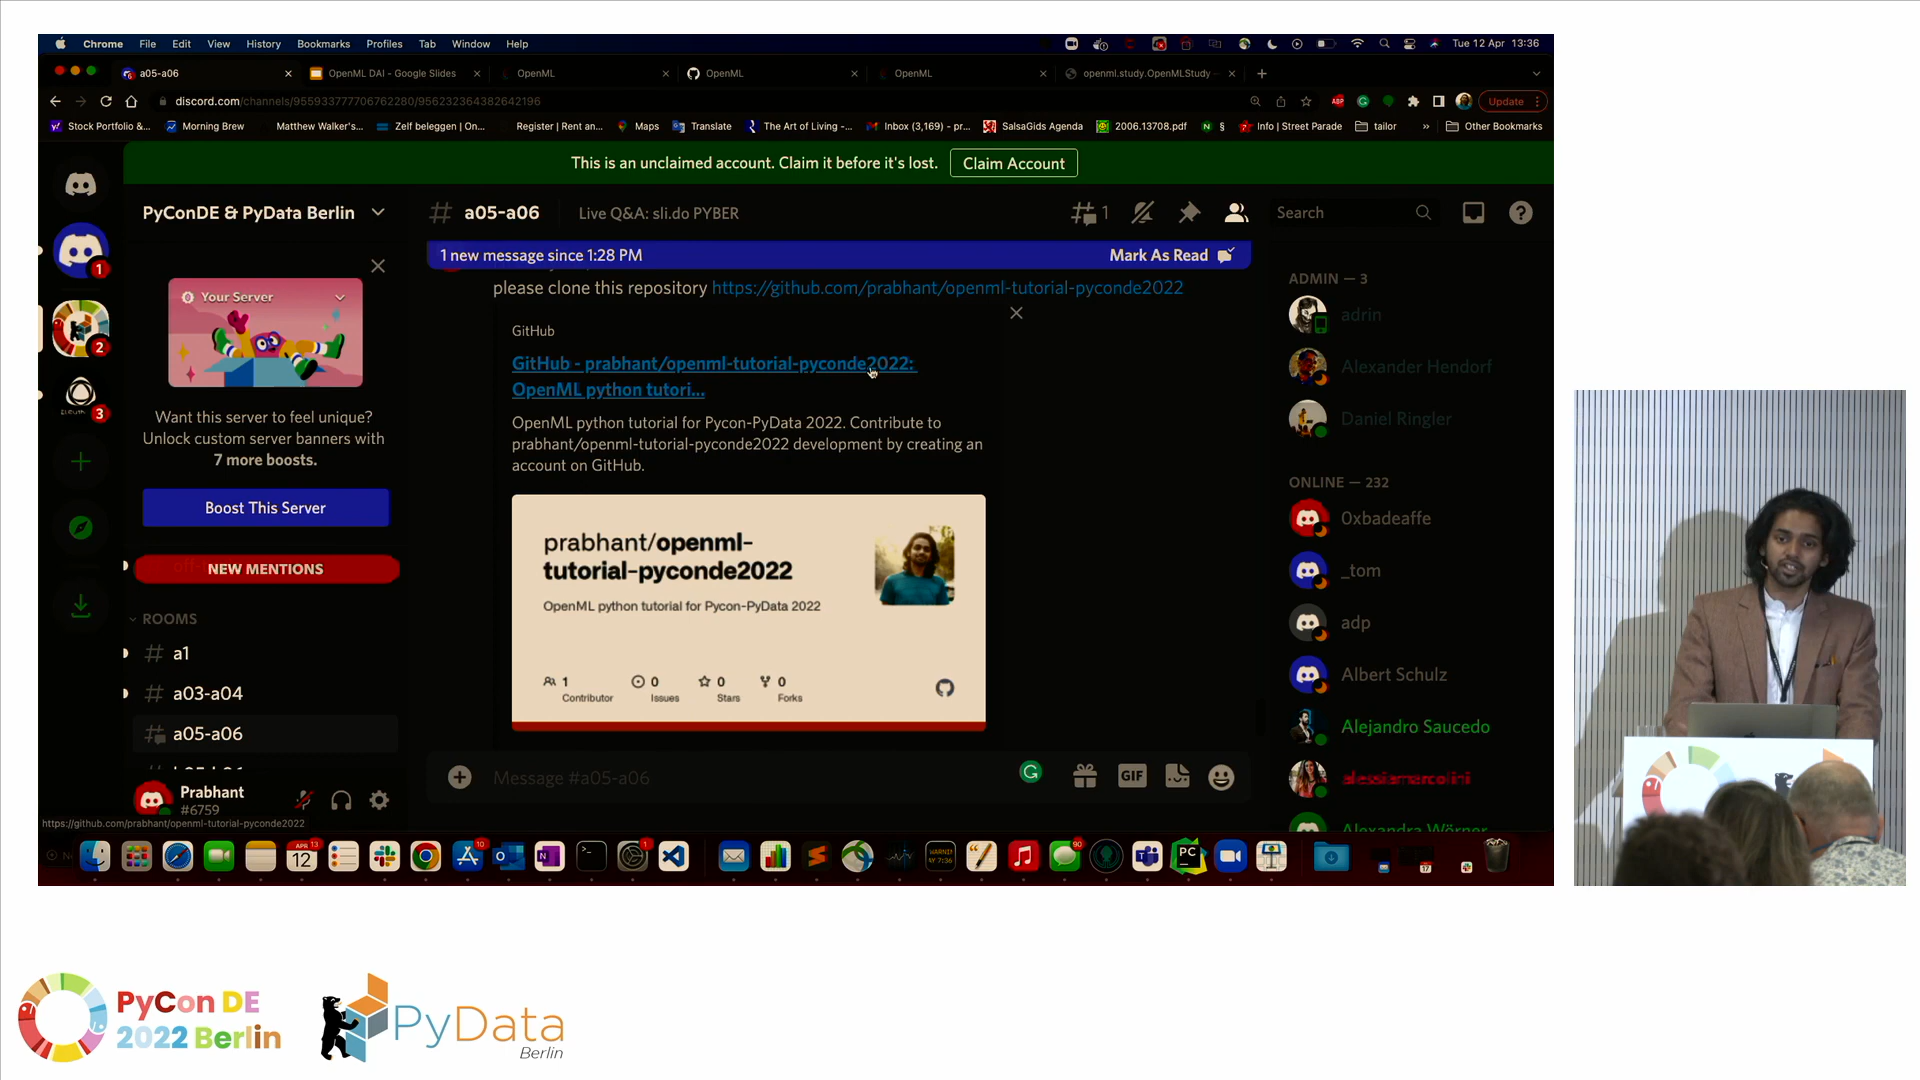 Chrome File Edit View History Bookmarks Profiles Tab Window Help
Tue 12 Apr 13:36
a05-a06
OpenML DAI - Google Slides
OpenML
OpenML
OpenML
openml.study.OpenMLStudy
discord.com/channels/955933777706762280/956232364382642196
Update
Stock Portfolio &...
Morning Brew
Matthew Walker's...
Zelf beleggen | On...
Register | Rent an...
Maps
Translate
The Art of Living -...
Inbox (3,169) - pr...
SalsaGids Agenda
2006.13708.pdf
§
Info | Street Parade
tailor
»
Other Bookmarks
This is an unclaimed account. Claim it before it's lost.
Claim Account
PyConDE & PyData Berlin
a05-a06
Live Q&A: sli.do PYBER
1
Search
1 new message since 1:28 PM
Mark As Read
1
2
3
Your Server
Want this server to feel unique?
Unlock custom server banners with
7 more boosts.
Boost This Server
NEW MENTIONS
ROOMS
a1
a03-a04
a05-a06
Prabhant
#6759
please clone this repository https://github.com/prabhant/openml-tutorial-pyconde2022
GitHub
GitHub - prabhant/openml-tutorial-pyconde2022:
OpenML python tutori...
OpenML python tutorial for Pycon-PyData 2022. Contribute to
prabhant/openml-tutorial-pyconde2022 development by creating an
account on GitHub.
prabhant/openml-
tutorial-pyconde2022
OpenML python tutorial for Pycon-PyData 2022
1
Contributor
0
Issues
0
Stars
0
Forks
Message #a05-a06
GIF
ADMIN — 3
adrin
Alexander Hendorf
Daniel Ringler
ONLINE — 232
0xbadeaffe
_tom
adp
Albert Schulz
Alejandro Saucedo
alessiamarcolini
Alexandra Wörner
https://github.com/prabhant/openml-tutorial-pyconde2022
PyCon DE
2022 Berlin
PyData
Berlin